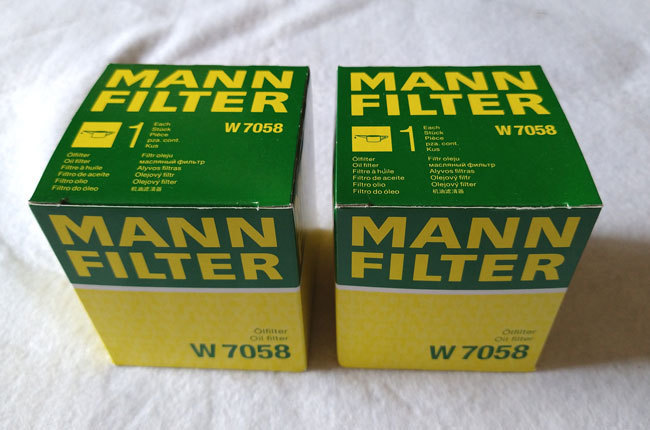 MANN
FILTER
1
Each
Stück
Pièce
pza. cont.
Kus
W 7058
Ölfilter
Oil filter
Filtre à huile
Filtro de aceite
Filtro olio
Filtro do óleo
Filtr oleju
масляный фильтр
Alyvos filtras
Olejový filtr
Olejový filter
机油滤清器
MANN
FILTER
Ölfilter
Oil filter
W 7058
MANN
FILTER
1
Each
Stück
Pièce
pza. cont.
Kus
W 7058
Ölfilter
Oil filter
Filtre à huile
Filtro de aceite
Filtro olio
Filtro do óleo
Filtr oleju
масляный фильтр
Alyvos filtras
Olejový filtr
Olejový filter
机油滤清器
MANN
FILTER
Ölfilter
Oil filter
W 7058